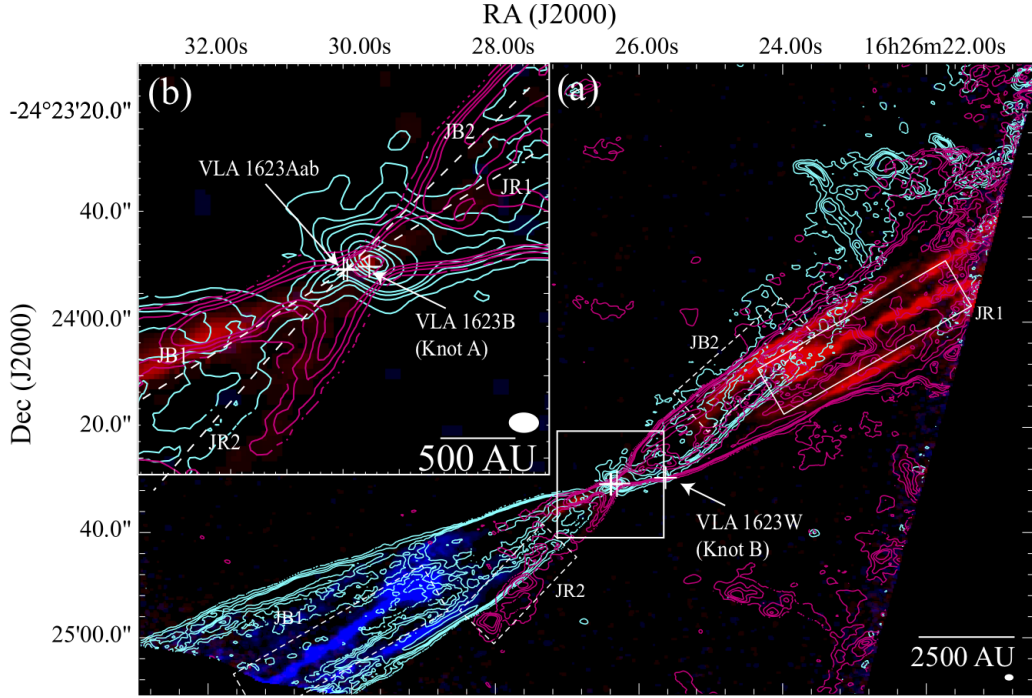 RA (J2000)
32.00s 30.00s 28.00s 26.00s 24.00s 16h26m22.00s
(b)
(a)
-24°23'20.0"
JB2
VLA 1623Aab
JR1
40.0"
24'00.0"
VLA 1623B
(Knot A)
JB1
JR2
20.0"
500 AU
JB2
JR1
Dec (J2000)
VLA 1623W
(Knot B)
40.0"
JR2
JB1
25'00.0"
2500 AU